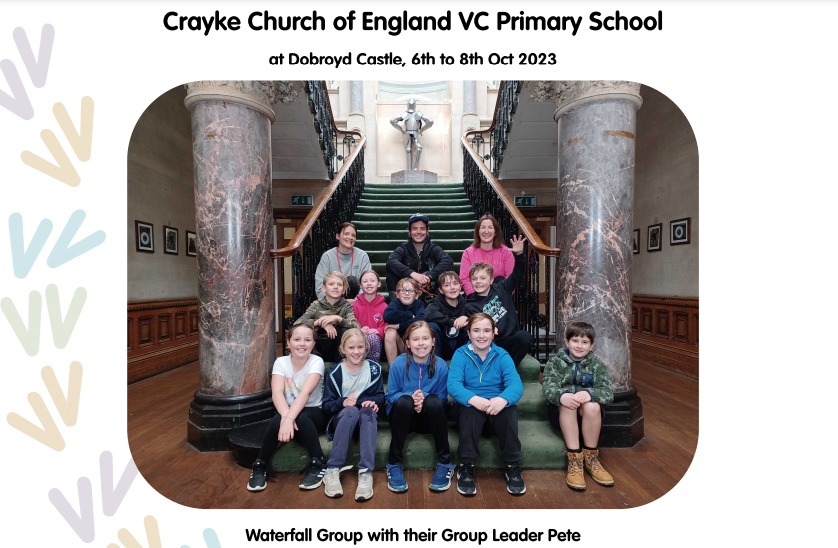 Crayke Church of England VC Primary School
at Dobroyd Castle, 6th to 8th Oct 2023
Waterfall Group with their Group Leader Pete